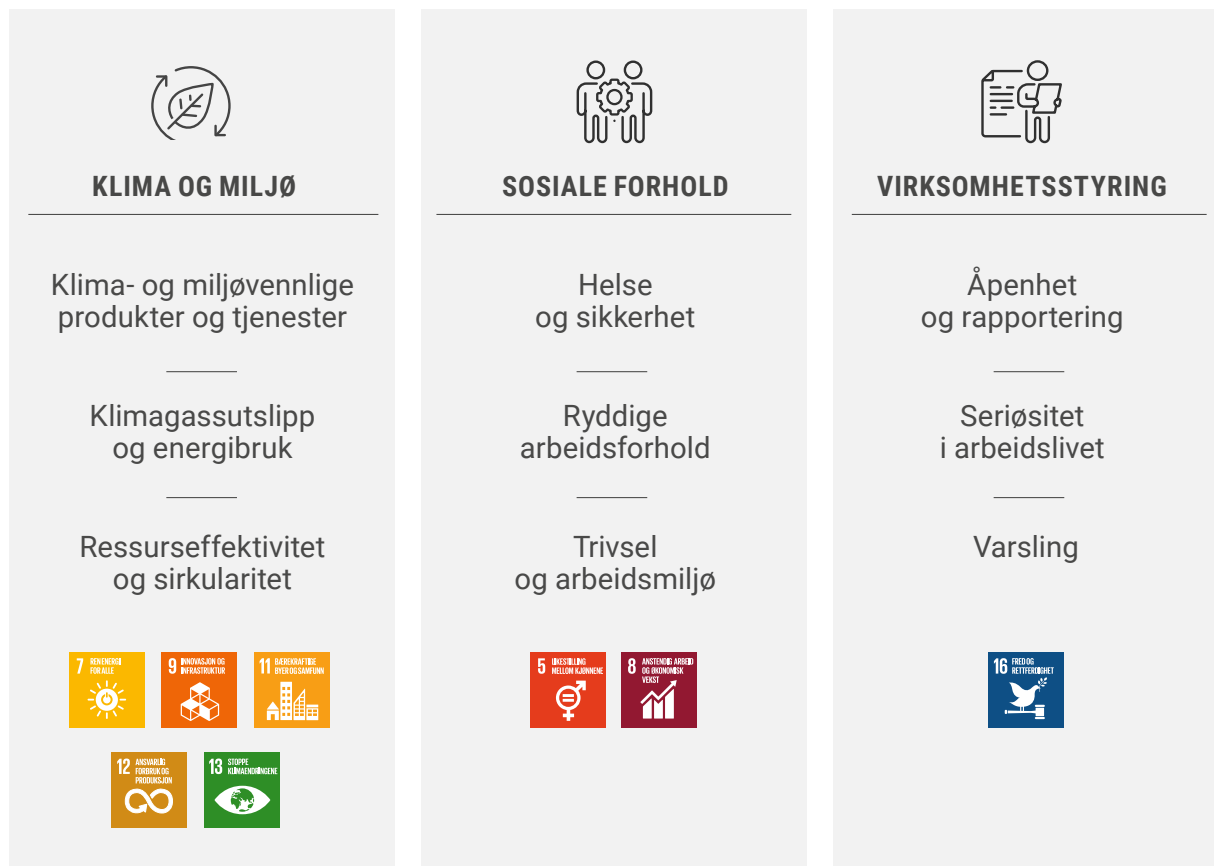 KLIMA OG MILJØ
Klima- og miljøvennlige
produkter og tjenester
Klimagassutslipp
og energibruk
Ressurseffektivitet
og sirkularitet
7 REN ENERGI
FOR ALLE
9 INNOVASJON OG
INFRASTRUKTUR
11 BÆREKRAFTIGE
BYER OG SAMFUNN
12 ANSVARLIG
FORBRUK OG
PRODUKSJON
13 STOPPE
KLIMAENDRINGENE
SOSIALE FORHOLD
Helse
og sikkerhet
Ryddige
arbeidsforhold
Trivsel
og arbeidsmiljø
5 LIKESTILLING
MELLOM KJØNNENE
8 ANSTENDIG ARBEID
OG ØKONOMISK
VEKST
VIRKSOMHETSSTYRING
Åpenhet
og rapportering
Seriøsitet
i arbeidslivet
Varsling
16 FRED OG
RETTFERDIGHET